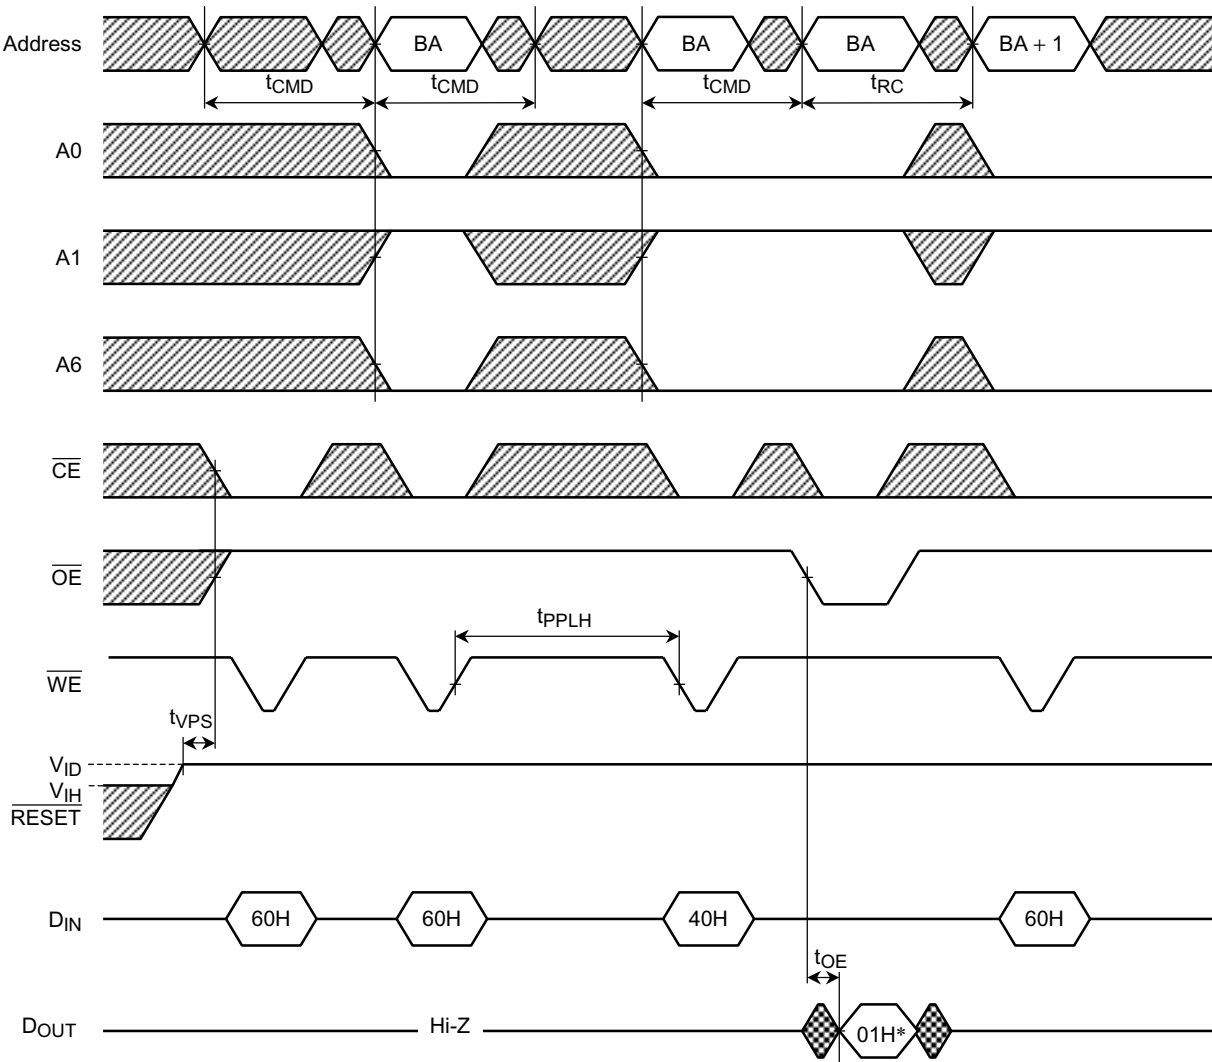 Address BA BA BA BA + 1
tCMD tCMD tCMD tRC
A0
A1
A6
CE
OE
tPPLH
WE
tVPS
VID
VIH
RESET
DIN 60H 60H 40H 60H
tOE
DOUT Hi-Z 01H*